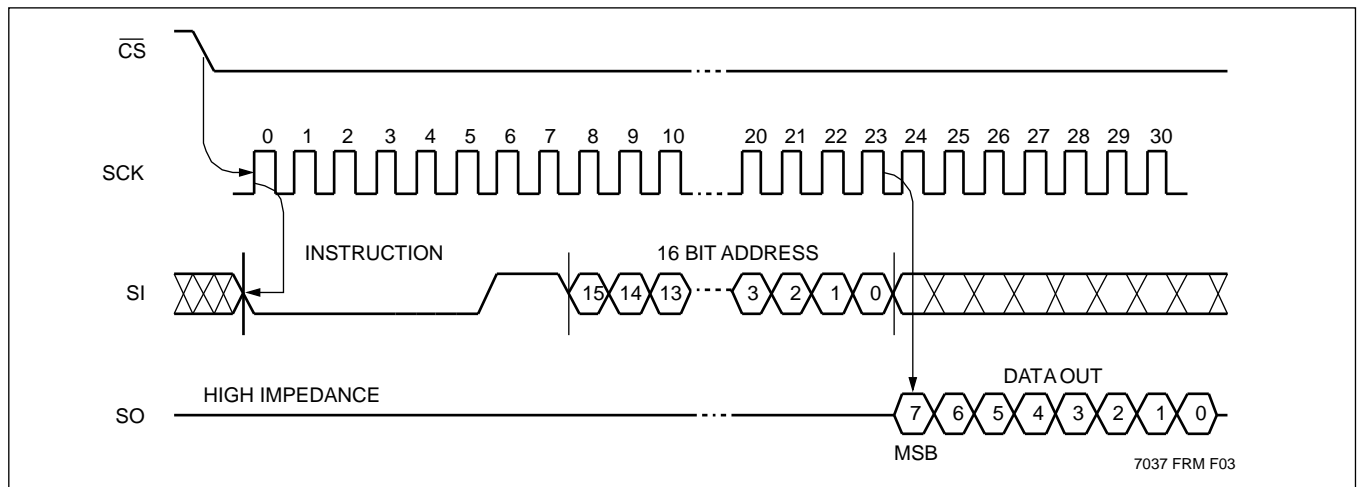 CS
0 1 2 3 4 5 6 7 8 9 10 20 21 22 23 24 25 26 27 28 29 30
SCK
INSTRUCTION 16 BIT ADDRESS
SI 15 14 13 3 2 1 0
HIGH IMPEDANCE DATA OUT
SO 7 6 5 4 3 2 1 0
MSB
7037 FRM F03